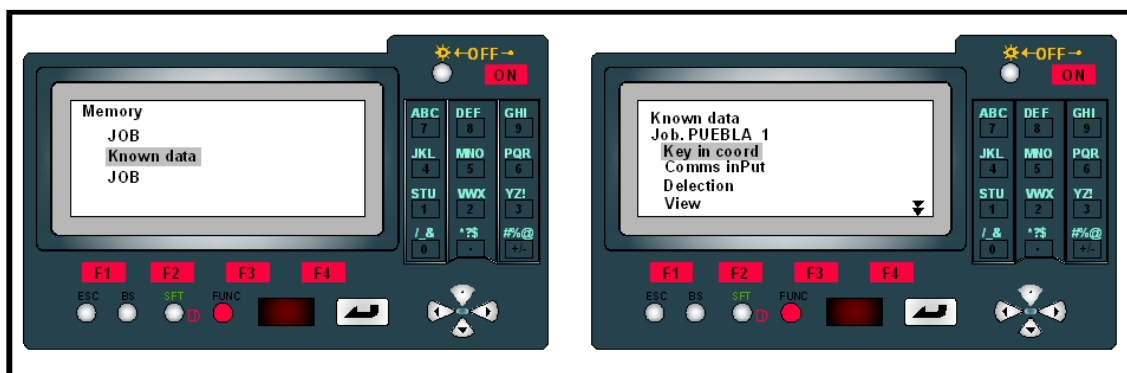 ←OFF→
ON
Memory
JOB
Known data
JOB
ABC DEF GHI
7 8 9
JKL MNO PQR
4 5 6
STU VWX YZ!
1 2 3
/_& *?$ #%@
0 . +/-
F1 F2 F3 F4
ESC BS SFT FUNC
←OFF→
ON
Known data
Job. PUEBLA_1
Key in coord
Comms inPut
Delection
View
ABC DEF GHI
7 8 9
JKL MNO PQR
4 5 6
STU VWX YZ!
1 2 3
/_& *?$ #%@
0 . +/-
F1 F2 F3 F4
ESC BS SFT FUNC